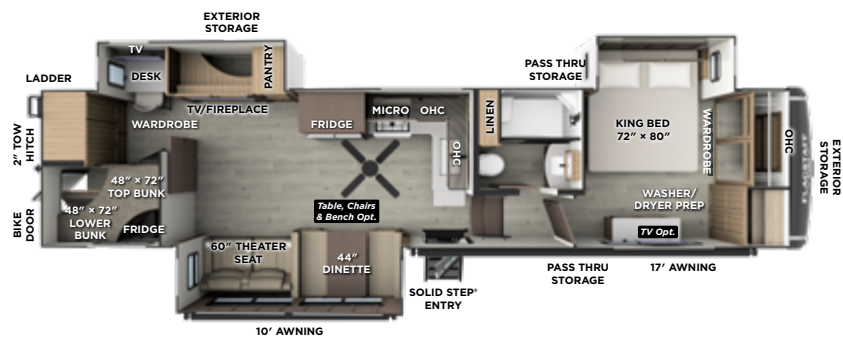 EXTERIOR
STORAGE
TV
DESK
PANTRY
LADDER
TV/FIREPLACE
WARDROBE
2" TOW
HITCH
48" × 72"
TOP BUNK
48" × 72"
LOWER
BUNK
FRIDGE
BIKE
DOOR
FRIDGE
MICRO
OHC
OHC
Table, Chairs
& Bench Opt.
60" THEATER
SEAT
44"
DINETTE
10' AWNING
SOLID STEP®
ENTRY
LINEN
PASS THRU
STORAGE
KING BED
72" × 80"
WARDROBE
WASHER/
DRYER PREP
TV Opt.
PASS THRU
STORAGE
17' AWNING
OHC
FLAGSTAFF
EXTERIOR
STORAGE